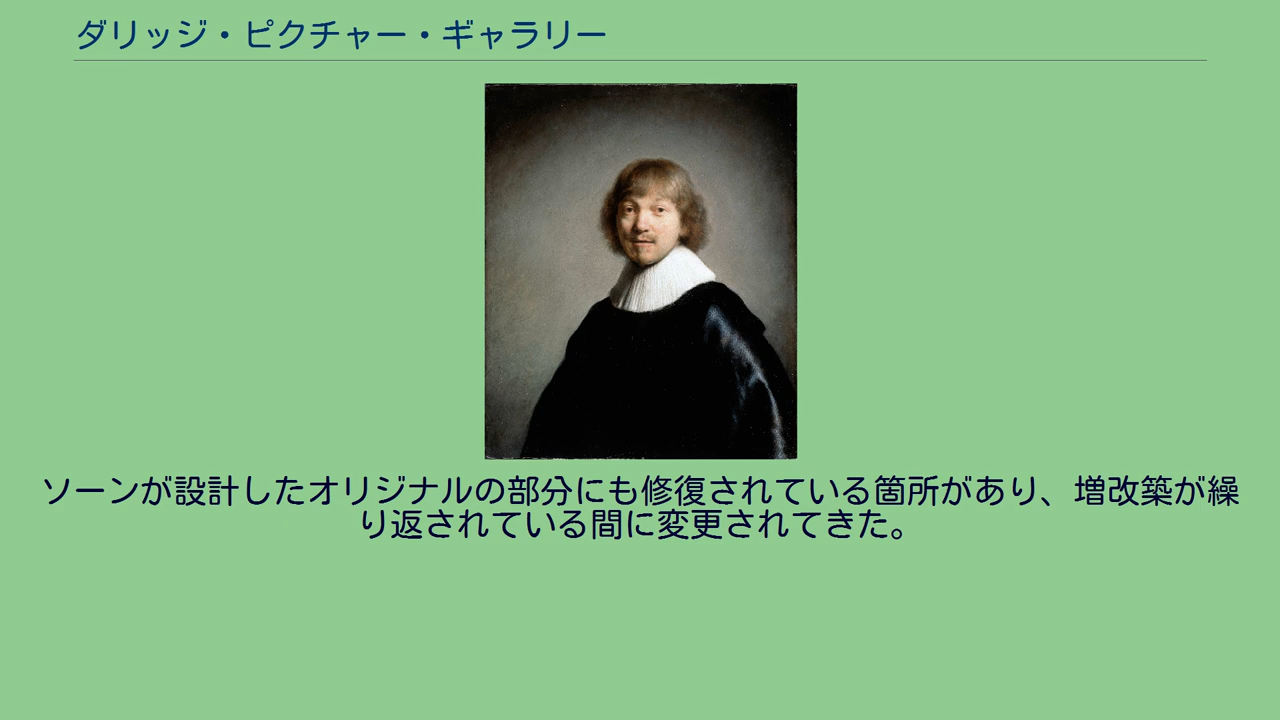 ダリッジ・ピクチャー・ギャラリー
ソーンが設計したオリジナルの部分にも修復されている箇所があり、増改築が繰
り返されている間に変更されてきた。